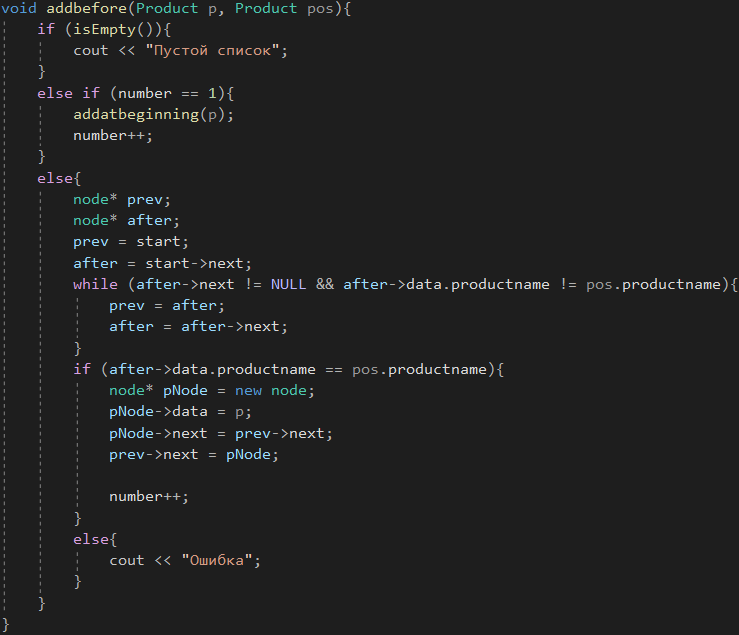 void addbefore(Product p, Product pos){
    if (isEmpty()){
        cout << "Пустой список";
    }
    else if (number == 1){
        addatbeginning(p);
        number++;
    }
    else{
        node* prev;
        node* after;
        prev = start;
        after = start->next;
        while (after->next != NULL && after->data.productname != pos.productname){
            prev = after;
            after = after->next;
        }
        if (after->data.productname == pos.productname){
            node* pNode = new node;
            pNode->data = p;
            pNode->next = prev->next;
            prev->next = pNode;

            number++;
        }
        else{
            cout << "Ошибка";
        }
    }
}